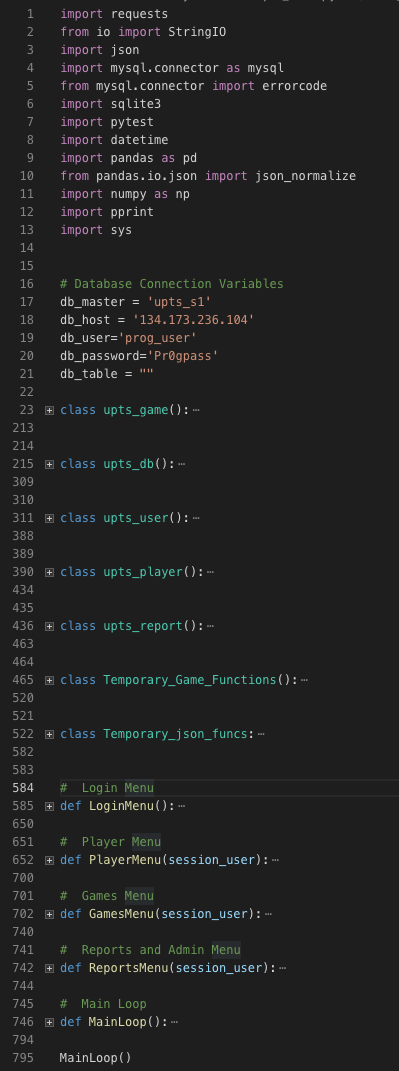 1 import requests
2 from io import StringIO
3 import json
4 import mysql.connector as mysql
5 from mysql.connector import errorcode
6 import sqlite3
7 import pytest
8 import datetime
9 import pandas as pd
10 from pandas.io.json import json_normalize
11 import numpy as np
12 import pprint
13 import sys
14
15
16 # Database Connection Variables
17 db_master = 'upts_s1'
18 db_host = '134.173.236.104'
19 db_user='prog_user'
20 db_password='Pr0gpass'
21 db_table = ""
22
23 class upts_game():⋯
213
214
215 class upts_db():⋯
309
310
311 class upts_user():⋯
388
389
390 class upts_player():⋯
434
435
436 class upts_report():⋯
463
464
465 class Temporary_Game_Functions():⋯
520
521
522 class Temporary_json_funcs:⋯
582
583
584 #  Login Menu
585 def LoginMenu():⋯
650
651 #  Player Menu
652 def PlayerMenu(session_user):⋯
700
701 #  Games Menu
702 def GamesMenu(session_user):⋯
740
741 #  Reports and Admin Menu
742 def ReportsMenu(session_user):⋯
744
745 #  Main Loop
746 def MainLoop():⋯
794
795 MainLoop()